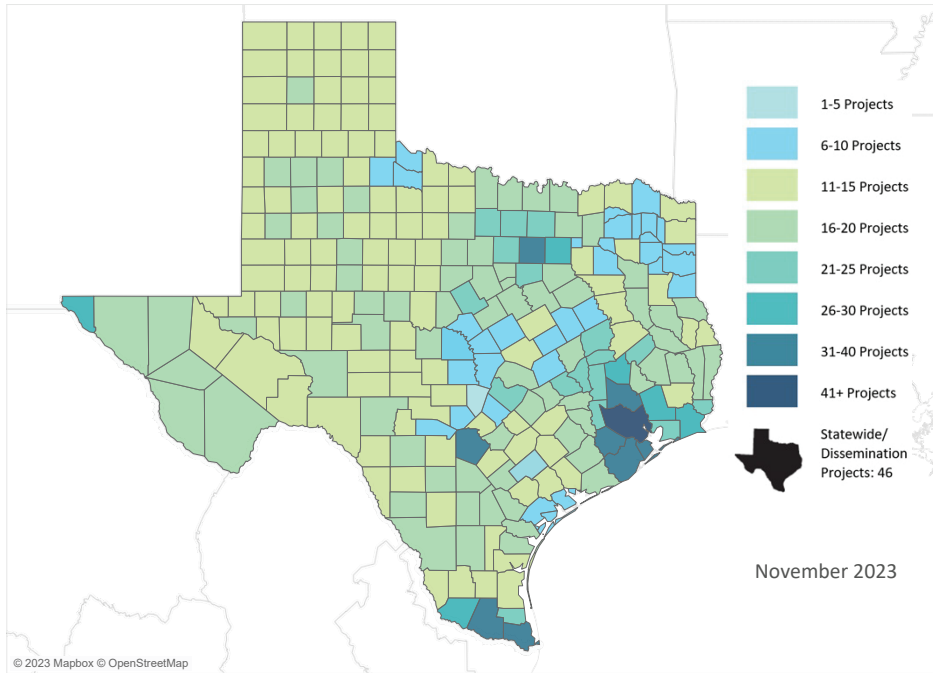 1-5 Projects
6-10 Projects
11-15 Projects
16-20 Projects
21-25 Projects
26-30 Projects
31-40 Projects
41+ Projects
Statewide/
Dissemination
Projects: 46
November 2023
© 2023 Mapbox © OpenStreetMap